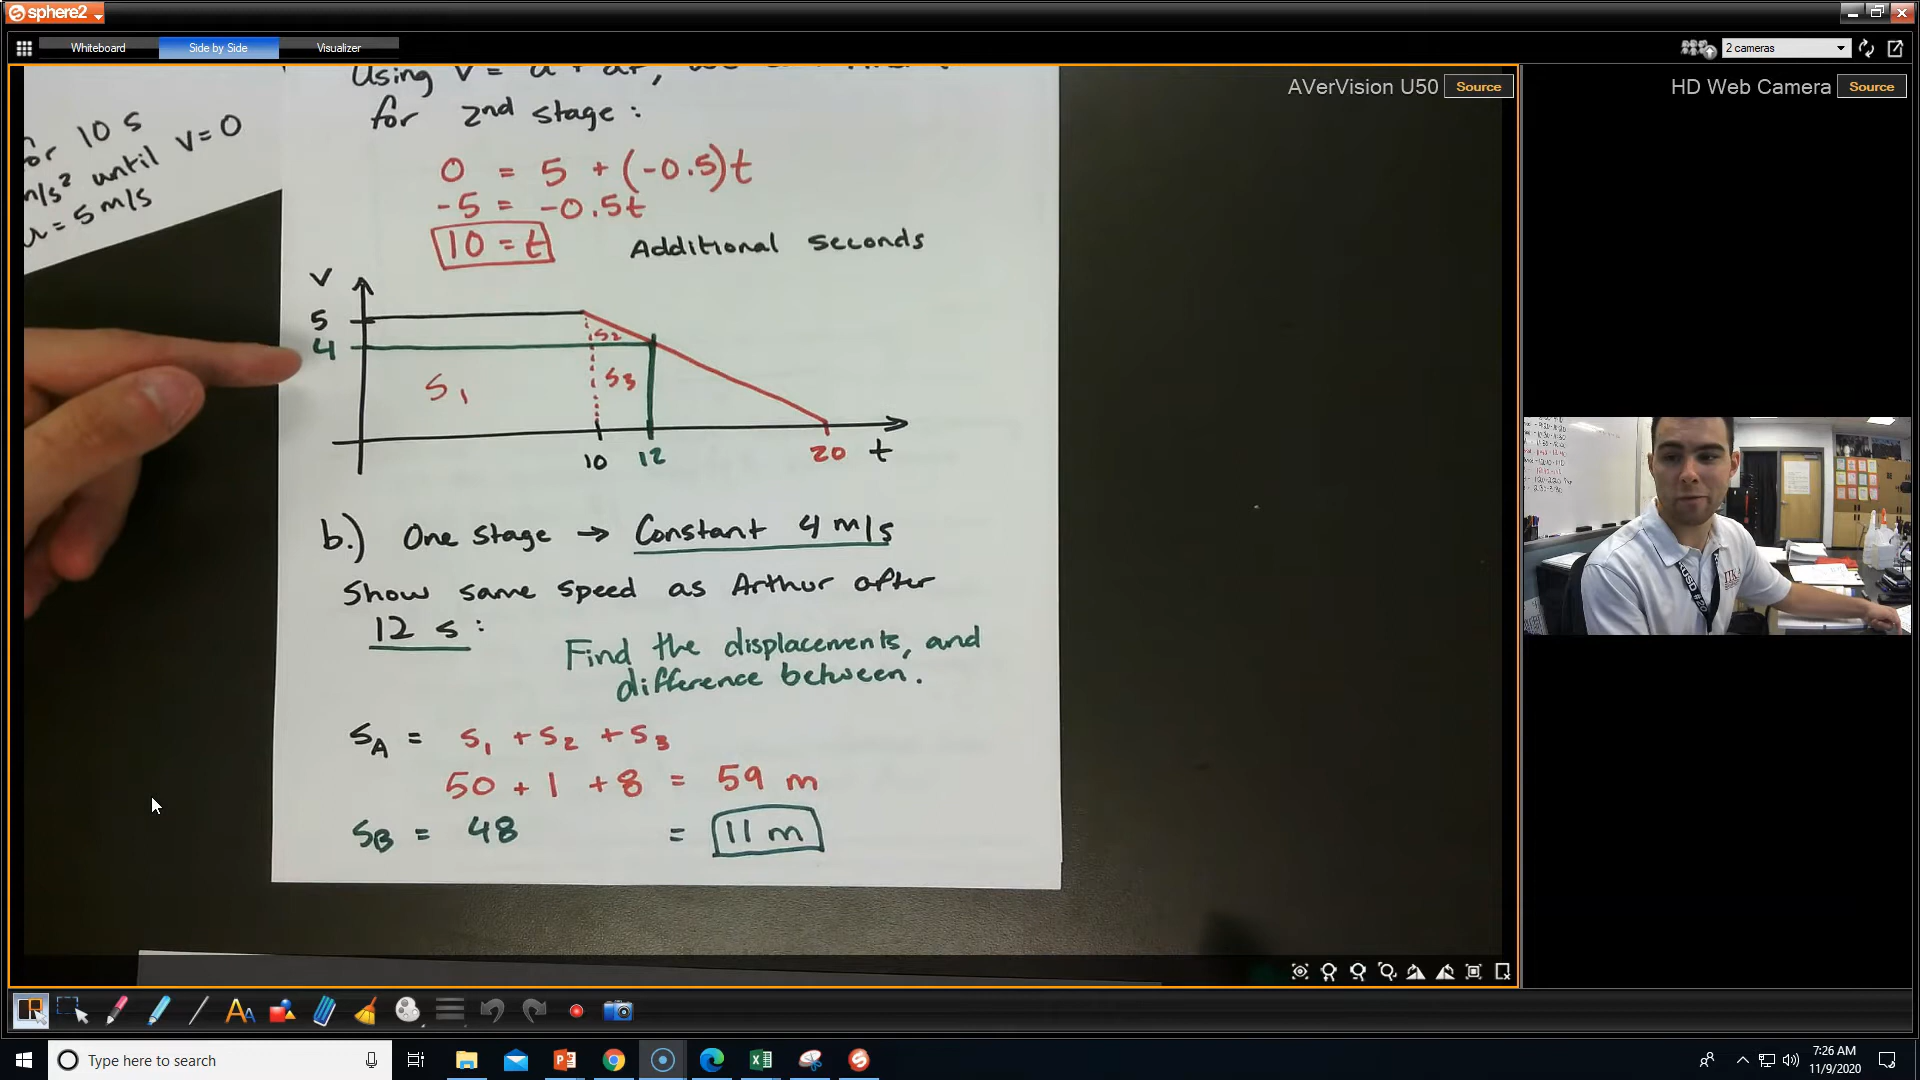 sphere2
Whiteboard
Side by Side
Visualizer
2 cameras
AVerVision U50
Source
HD Web Camera
Source
for 10 s
m/s² until v=0
u = 5 m/s
Using v = u + at,
for 2nd stage:
0 = 5 + (-0.5)t
-5 = -0.5t
10 = t Additional seconds
v
5
4
S1
S2
S3
10
12
20
t
b.) One stage → Constant 4 m/s
Show same speed as Arthur after
12 s:
Find the displacements, and
difference between.
SA = S1 + S2 + S3
50 + 1 + 8 = 59 m
SB = 48 = 11 m
Type here to search
7:26 AM
11/9/2020